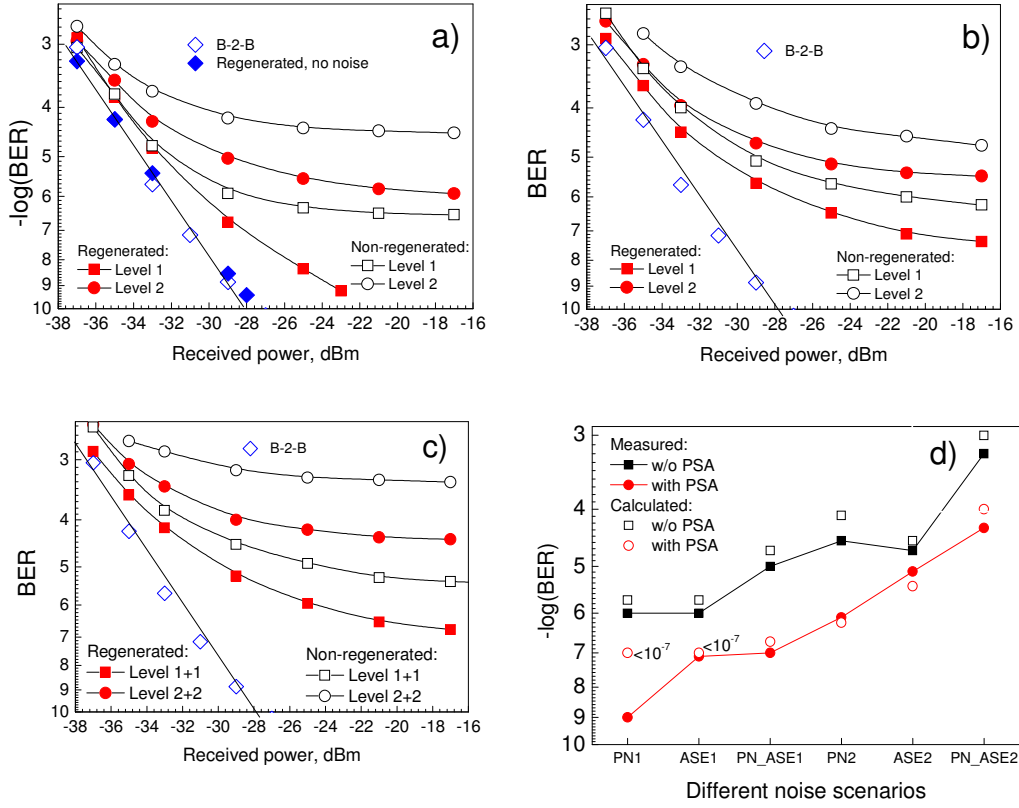 a)
B-2-B
Regenerated, no noise
-log(BER)
3
4
5
6
7
8
9
10
Regenerated:
Level 1
Level 2
Non-regenerated:
Level 1
Level 2
-38 -36 -34 -32 -30 -28 -26 -24 -22 -20 -18 -16
Received power, dBm
b)
B-2-B
BER
3
4
5
6
7
8
9
10
Regenerated:
Level 1
Level 2
Non-regenerated:
Level 1
Level 2
-38 -36 -34 -32 -30 -28 -26 -24 -22 -20 -18 -16
Received power, dBm
c)
B-2-B
BER
3
4
5
6
7
8
9
10
Regenerated:
Level 1+1
Level 2+2
Non-regenerated:
Level 1+1
Level 2+2
-38 -36 -34 -32 -30 -28 -26 -24 -22 -20 -18 -16
Received power, dBm
d)
Measured:
w/o PSA
with PSA
Calculated:
w/o PSA
with PSA
-log(BER)
3
4
5
6
7
8
9
10
<10-7
<10-7
PN1 ASE1 PN_ASE1 PN2 ASE2 PN_ASE2
Different noise scenarios